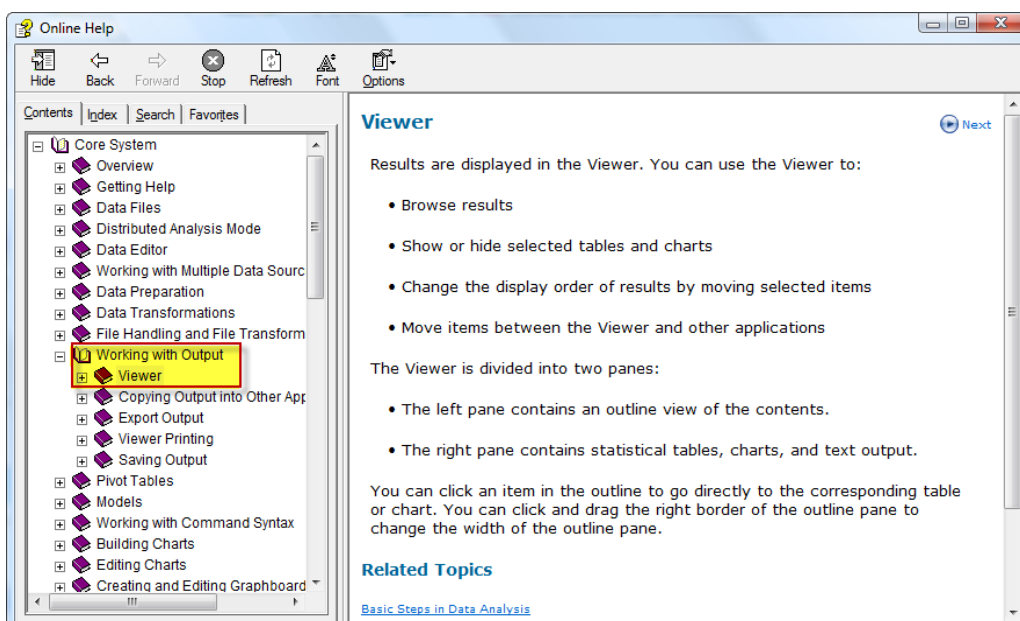 Online Help
Hide Back Forward Stop Refresh Font Options
Contents Index Search Favorites
Core System
Overview
Getting Help
Data Files
Distributed Analysis Mode
Data Editor
Working with Multiple Data Sourc
Data Preparation
Data Transformations
File Handling and File Transform
Working with Output
Viewer
Copying Output into Other App
Export Output
Viewer Printing
Saving Output
Pivot Tables
Models
Working with Command Syntax
Building Charts
Editing Charts
Creating and Editing Graphboard
Viewer
Next
Results are displayed in the Viewer. You can use the Viewer to:
• Browse results
• Show or hide selected tables and charts
• Change the display order of results by moving selected items
• Move items between the Viewer and other applications
The Viewer is divided into two panes:
• The left pane contains an outline view of the contents.
• The right pane contains statistical tables, charts, and text output.
You can click an item in the outline to go directly to the corresponding table
or chart. You can click and drag the right border of the outline pane to
change the width of the outline pane.
Related Topics
Basic Steps in Data Analysis